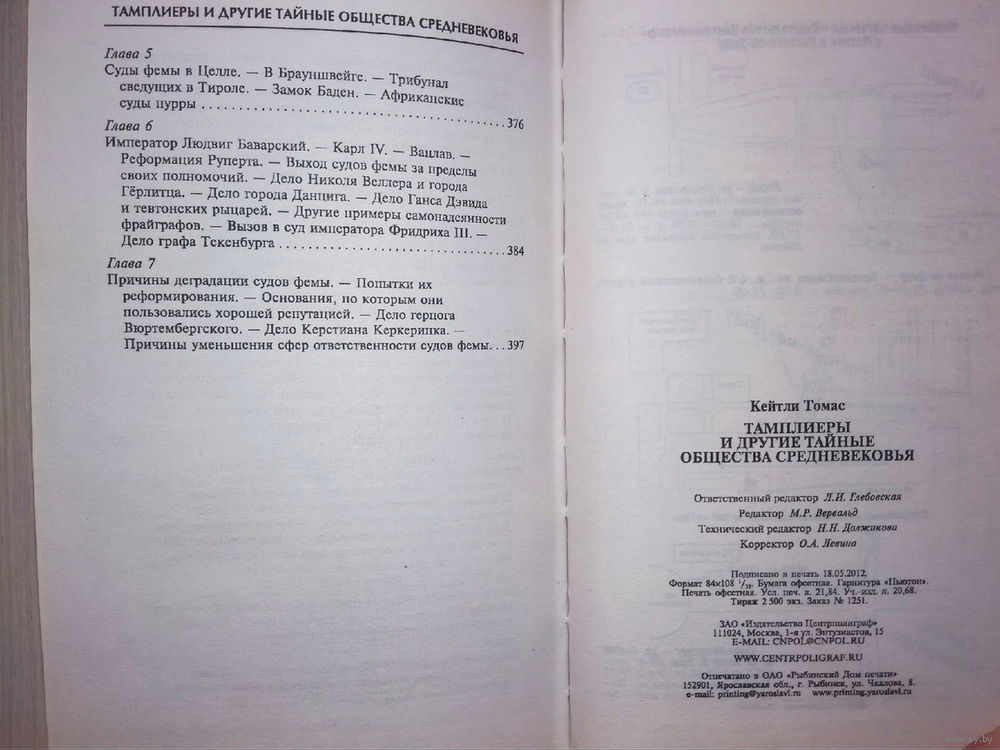 ТАМПЛИЕРЫ И ДРУГИЕ ТАЙНЫЕ ОБЩЕСТВА СРЕДНЕВЕКОВЬЯ
Глава 5
Суды фемы в Целле. — В Брауншвейге. — Трибунал
сведущих в Тироле. — Замок Баден. — Африканские
суды пурры . . . . . . . . . . . . . . . . . . . . . . . . . . . . . . . . . . . . . . . . 376
Глава 6
Император Людвиг Баварский. — Карл IV. — Вацлав. —
Реформация Руперта. — Выход судов фемы за пределы
своих полномочий. — Дело Николя Веллера и города
Гёрлитца. — Дело города Данцига. — Дело Ганса Дэвида
и тевтонских рыцарей. — Другие примеры самонадеянности
фрайграфов. — Вызов в суд императора Фридриха III. —
Дело графа Текенбурга . . . . . . . . . . . . . . . . . . . . . . . . . . . . . . 384
Глава 7
Причины деградации судов фемы. — Попытки их
реформирования. — Основания, по которым они
пользовались хорошей репутацией. — Дело герцога
Вюртембергского. — Дело Керстиана Керкеринка. —
Причины уменьшения сфер ответственности судов фемы. . . 397
Кейтли Томас
ТАМПЛИЕРЫ
И ДРУГИЕ ТАЙНЫЕ
ОБЩЕСТВА СРЕДНЕВЕКОВЬЯ
Ответственный редактор Л.И. Глебовская
Редактор М.Р. Вервальд
Технический редактор Н.Н. Должикова
Корректор О.А. Левина
Подписано в печать 18.05.2012.
Формат 84×108 1/32. Бумага офсетная. Гарнитура «Ньютон».
Печать офсетная. Усл. печ. л. 21,84. Уч.-изд. л. 20,68.
Тираж 2 500 экз. Заказ № 1251.
ЗАО «Издательство Центрполиграф»
111024, Москва, 1-я ул. Энтузиастов, 15
E-MAIL: CNPOL@CNPOL.RU
WWW.CENTRPOLIGRAF.RU
Отпечатано в ОАО «Рыбинский Дом печати»
152901, Ярославская обл., г. Рыбинск, ул. Чкалова, 8.
e-mail: printing@yaroslavl.ru www.printing.yaroslavl.ru
www.ay.by